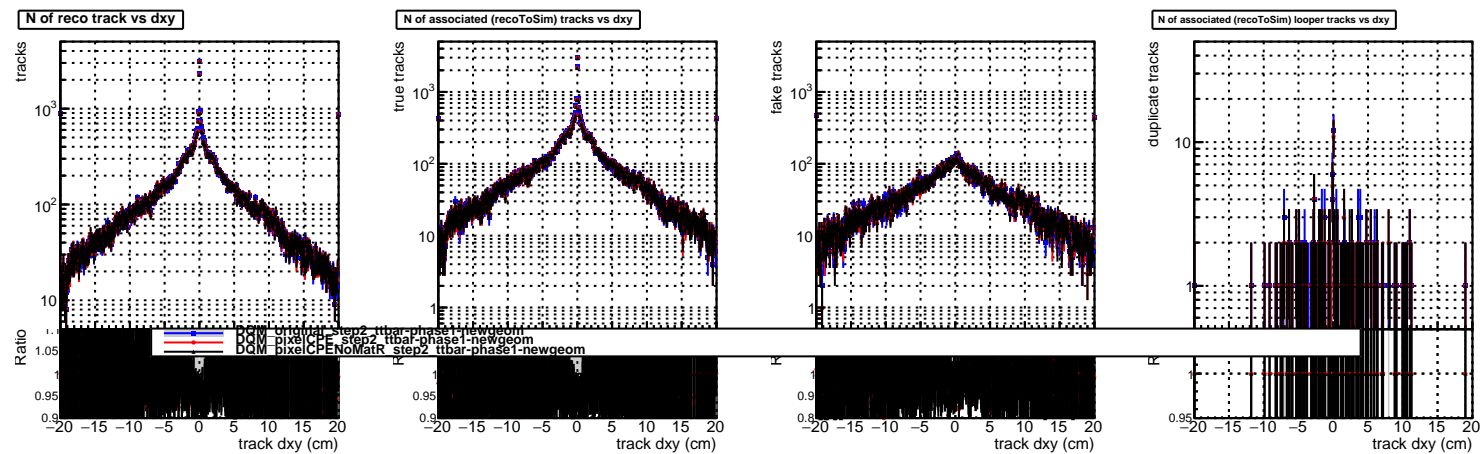 N of reco track vs dxy
N of associated (recoToSim) tracks vs dxy
N of associated (recoToSim) looper tracks vs dxy
tracks
10³
10²
10
true tracks
10³
10²
10
1
fake tracks
10³
10²
10
1
duplicate tracks
10
1
DQM_original_step2_ttbar-phase1-newgeom
DQM_pixelCPE_step2_ttbar-phase1-newgeom
DQM_pixelCPENoMatR_step2_ttbar-phase1-newgeom
Ratio
1.05
1
0.95
0.9
0.95
0.9
0.9
0.8
1
0.95
−20 −15 −10 −5 0 5 10 15 20
track dxy (cm)
−20 −15 −10 −5 0 5 10 15 20
track dxy (cm)
−20 −15 −10 −5 0 5 10 15 20
track dxy (cm)
−20 −15 −10 −5 0 5 10 15 20
track dxy (cm)